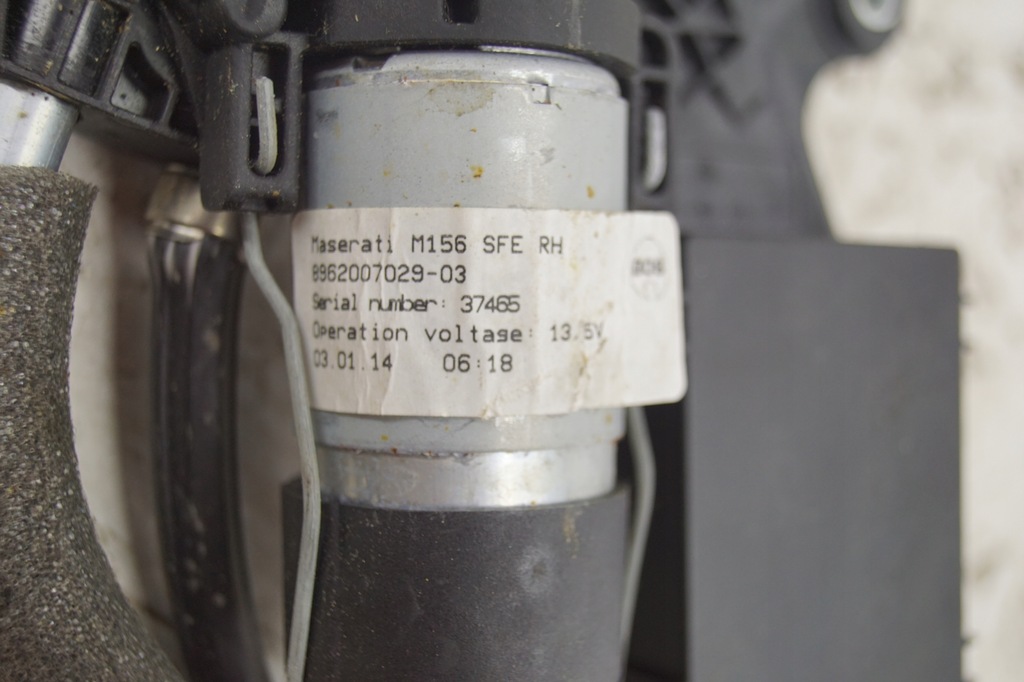 Maserati M156 SFE RH
8962007029-03
Serial number: 37465
Operation voltage: 13.5V
03.01.14 06:18